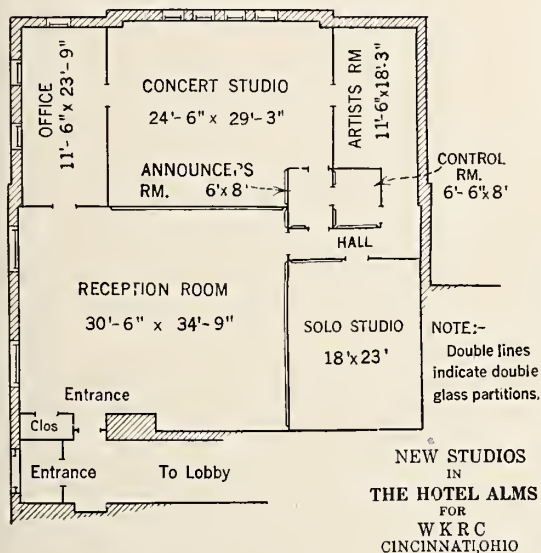 OFFICE
11'-6" x 23'-9"
CONCERT STUDIO
24'-6" x 29'-3"
ARTISTS RM
11'-6"x18'-3"
ANNOUNCERS
RM. 6'x8'
CONTROL
RM.
6'-6"x8'
HALL
RECEPTION ROOM
30'-6" x 34'-9"
SOLO STUDIO
18'x23'
NOTE:-
Double lines
indicate double
glass partitions.
Entrance
Clos
Entrance
To Lobby
NEW STUDIOS
IN
THE HOTEL ALMS
FOR
WKRC
CINCINNATI,OHIO